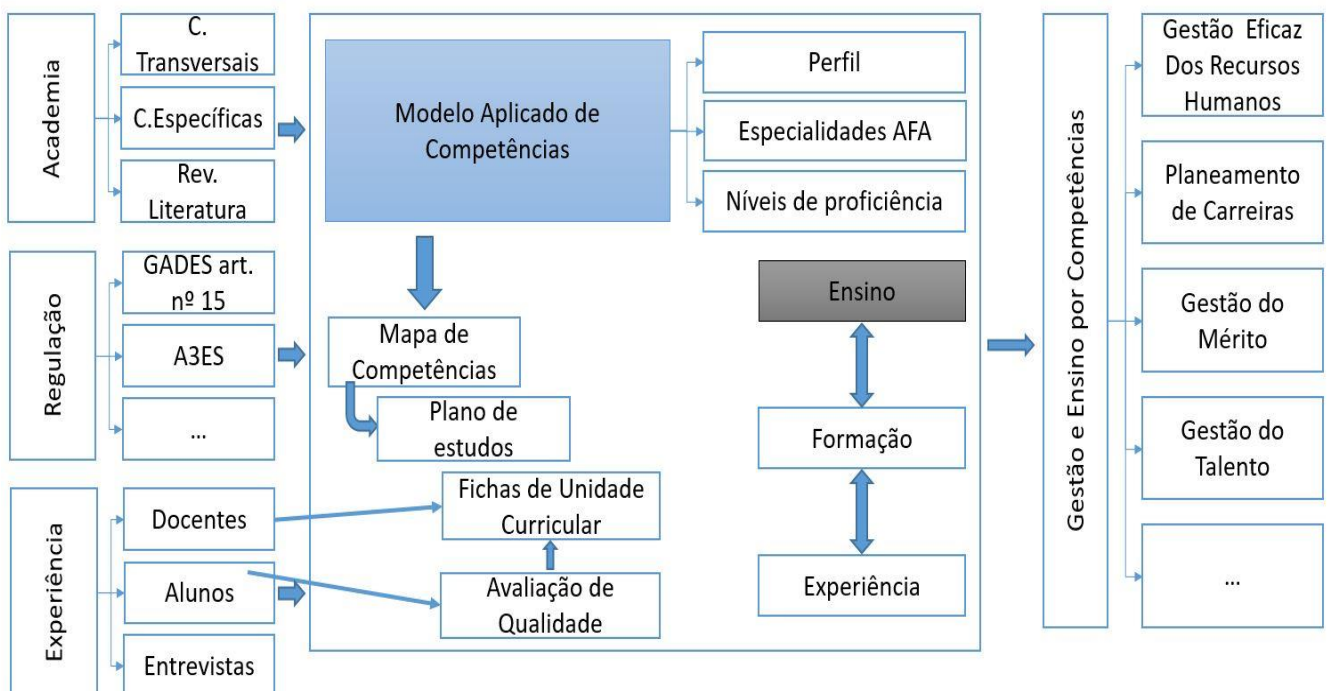 Academia
C.
Transversais
C.Específicas
Rev.
Literatura
Regulação
GADES art.
nº 15
A3ES
...
Experiência
Docentes
Alunos
Entrevistas
Modelo Aplicado de
Competências
Perfil
Especialidades AFA
Níveis de proficiência
Mapa de
Competências
Plano de
estudos
Fichas de Unidade
Curricular
Avaliação de
Qualidade
Ensino
Formação
Experiência
Gestão e Ensino por Competências
Gestão Eficaz
Dos Recursos
Humanos
Planeamento
de Carreiras
Gestão do
Mérito
Gestão do
Talento
...